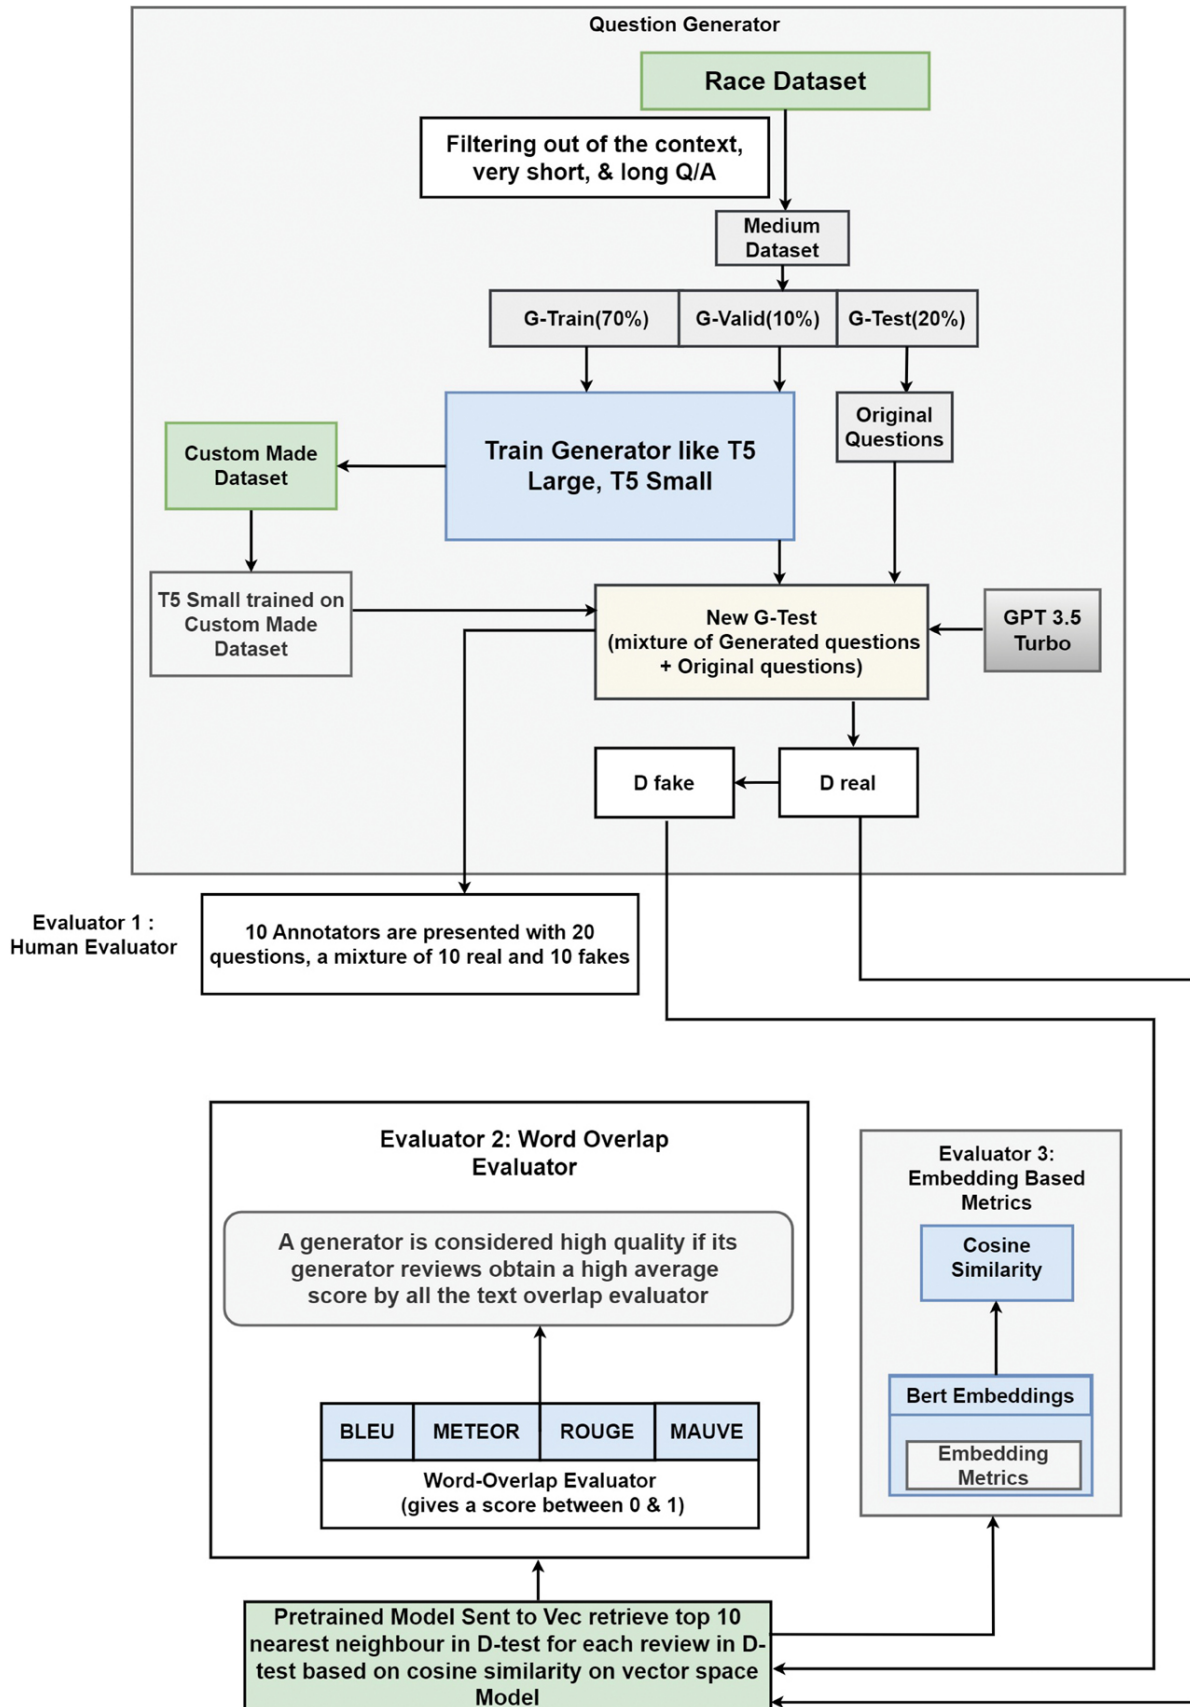 Question Generator
Race Dataset
Filtering out of the context,
very short, & long Q/A
Medium
Dataset
G-Train(70%)
G-Valid(10%)
G-Test(20%)
Original
Questions
Custom Made
Dataset
Train Generator like T5
Large, T5 Small
T5 Small trained on
Custom Made
Dataset
New G-Test
(mixture of Generated questions
+ Original questions)
GPT 3.5
Turbo
D fake
D real
Evaluator 1 :
Human Evaluator
10 Annotators are presented with 20
questions, a mixture of 10 real and 10 fakes
Evaluator 2: Word Overlap
Evaluator
A generator is considered high quality if its
generator reviews obtain a high average
score by all the text overlap evaluator
BLEU
METEOR
ROUGE
MAUVE
Word-Overlap Evaluator
(gives a score between 0 & 1)
Evaluator 3:
Embedding Based
Metrics
Cosine
Similarity
Bert Embeddings
Embedding
Metrics
Pretrained Model Sent to Vec retrieve top 10
nearest neighbour in D-test for each review in D-
test based on cosine similarity on vector space
Model